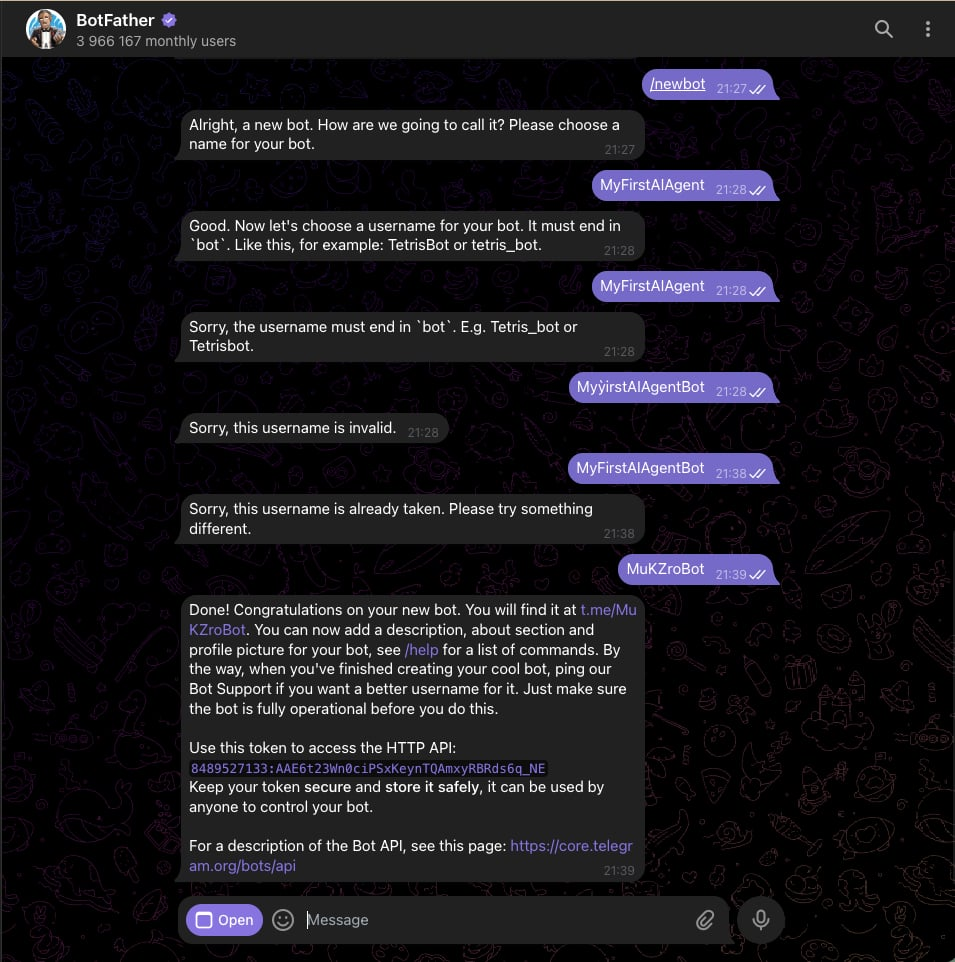 BotFather
3 966 167 monthly users
/newbot 21:27
Alright, a new bot. How are we going to call it? Please choose a
name for your bot. 21:27
MyFirstAIAgent 21:28
Good. Now let's choose a username for your bot. It must end in
`bot`. Like this, for example: TetrisBot or tetris_bot. 21:28
MyFirstAIAgent 21:28
Sorry, the username must end in `bot`. E.g. Tetris_bot or
Tetrisbot. 21:28
MyýirstAIAgentBot 21:28
Sorry, this username is invalid. 21:28
MyFirstAIAgentBot 21:38
Sorry, this username is already taken. Please try something
different. 21:38
MuKZroBot 21:39
Done! Congratulations on your new bot. You will find it at t.me/Mu
KZroBot. You can now add a description, about section and
profile picture for your bot, see /help for a list of commands. By
the way, when you've finished creating your cool bot, ping our
Bot Support if you want a better username for it. Just make sure
the bot is fully operational before you do this.
Use this token to access the HTTP API:
8489527133:AAE6t23Wn0ciPSxKeynTQAmxyRBRds6q_NE
Keep your token secure and store it safely, it can be used by
anyone to control your bot.
For a description of the Bot API, see this page: https://core.telegr
am.org/bots/api 21:39
Open Message